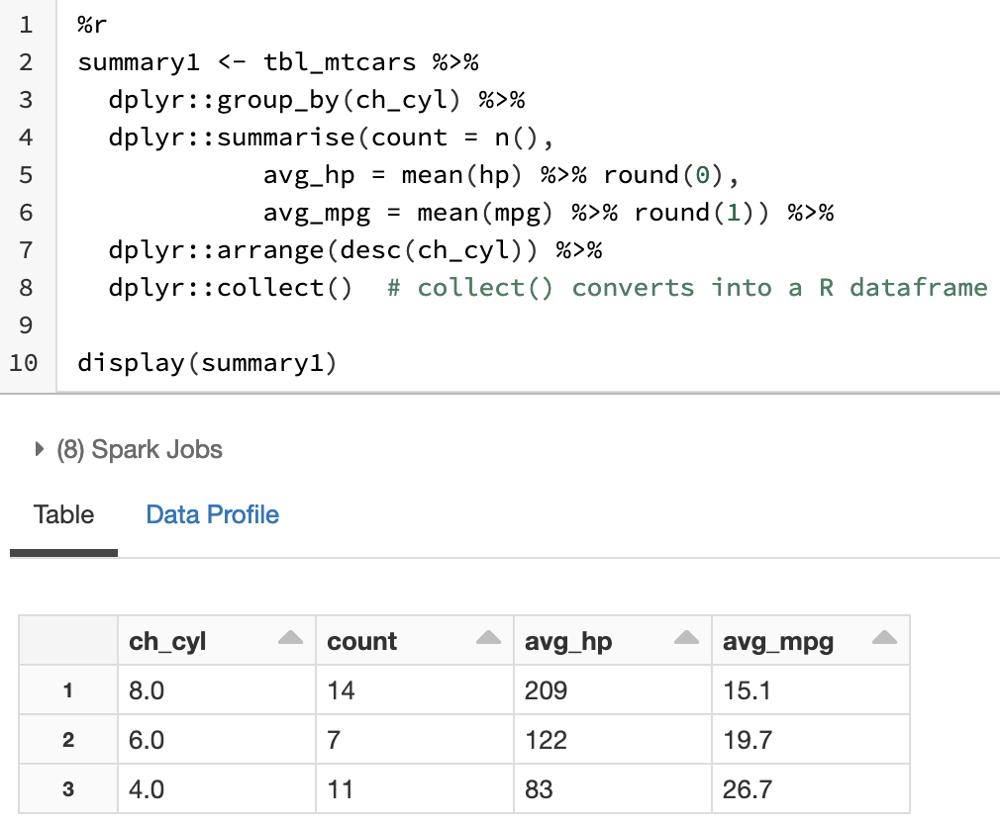 1 %r
2 summary1 <- tbl_mtcars %>%
3   dplyr::group_by(ch_cyl) %>%
4   dplyr::summarise(count = n(),
5             avg_hp = mean(hp) %>% round(0),
6             avg_mpg = mean(mpg) %>% round(1)) %>%
7   dplyr::arrange(desc(ch_cyl)) %>%
8   dplyr::collect()  # collect() converts into a R dataframe
9
10 display(summary1)
(8) Spark Jobs
Table Data Profile
ch_cyl count avg_hp avg_mpg
1 8.0 14 209 15.1
2 6.0 7 122 19.7
3 4.0 11 83 26.7